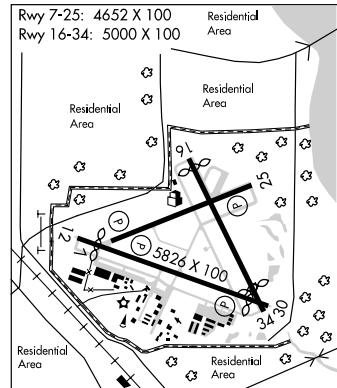 Rwy 7-25: 4652 X 100
Rwy 16-34: 5000 X 100
Residential
Area
Residential
Area
Residential
Area
16
25
P
P
12
7
P
5826 X 100
P
34 30
Residential
Area
Residential
Area